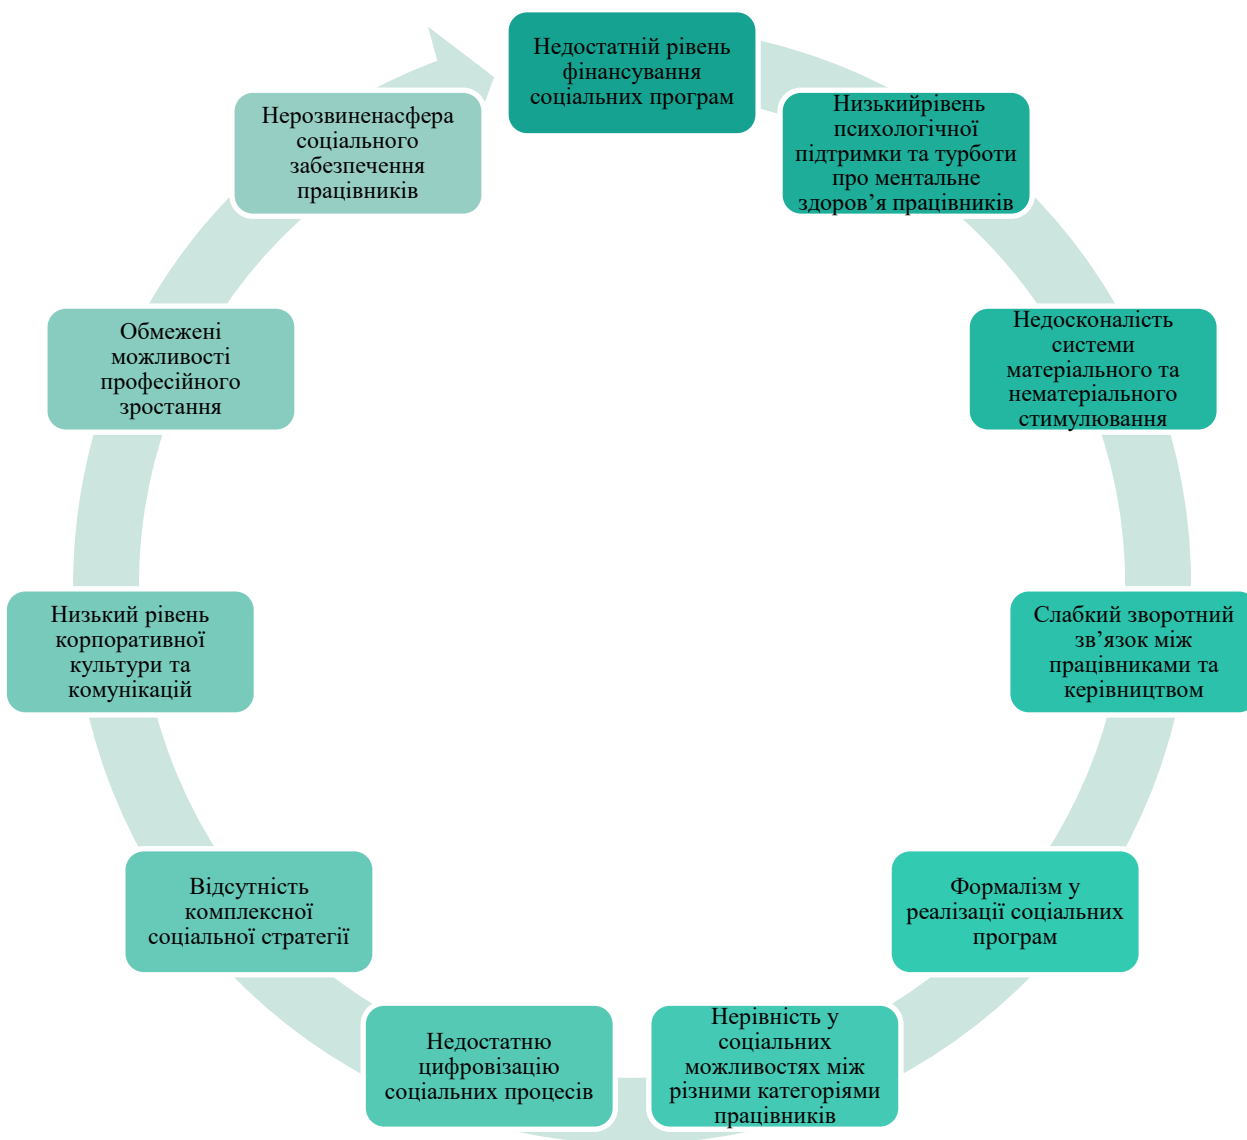 Недостатній рівень
фінансування
соціальних програм
Низькийрівень
психологічної
підтримки та турботи
про ментальне
здоров’я працівників
Недосконалість
системи
матеріального та
нематеріального
стимулювання
Слабкий зворотний
зв’язок між
працівниками та
керівництвом
Формалізм у
реалізації соціальних
програм
Нерівність у
соціальних
можливостях між
різними категоріями
працівників
Недостатню
цифровізацію
соціальних процесів
Відсутність
комплексної
соціальної стратегії
Низький рівень
корпоративної
культури та
комунікацій
Обмежені
можливості
професійного
зростання
Нерозвиненасфера
соціального
забезпечення
працівників